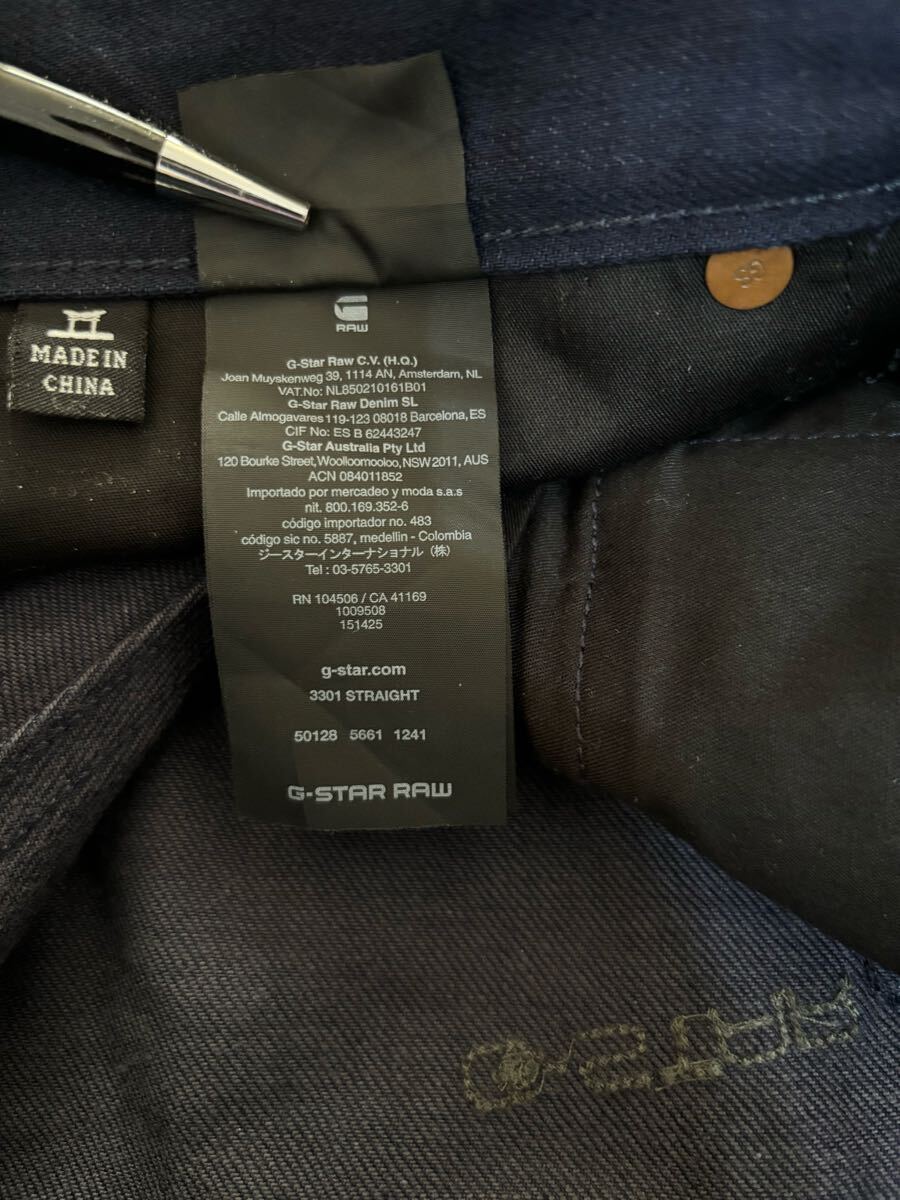 MADE IN
CHINA
RAW
G-Star Raw C.V. (H.Q.)
Joan Muyskenweg 39, 1114 AN, Amsterdam, NL
VAT.No: NL850210161B01
G-Star Raw Denim SL
Calle Almogavares 119-123 08018 Barcelona, ES
CIF No: ES B 62443247
G-Star Australia Pty Ltd
120 Bourke Street, Woolloomooloo, NSW 2011, AUS
ACN 084011852
Importado por mercadeo y moda s.a.s
nit. 800.169.352-6
código importador no. 483
código sic no. 5887, medellin - Colombia
ジースターインターナショナル（株）
Tel : 03-5765-3301
RN 104506 / CA 41169
1009508
151425
g-star.com
3301 STRAIGHT
50128 5661 1241
G-STAR RAW